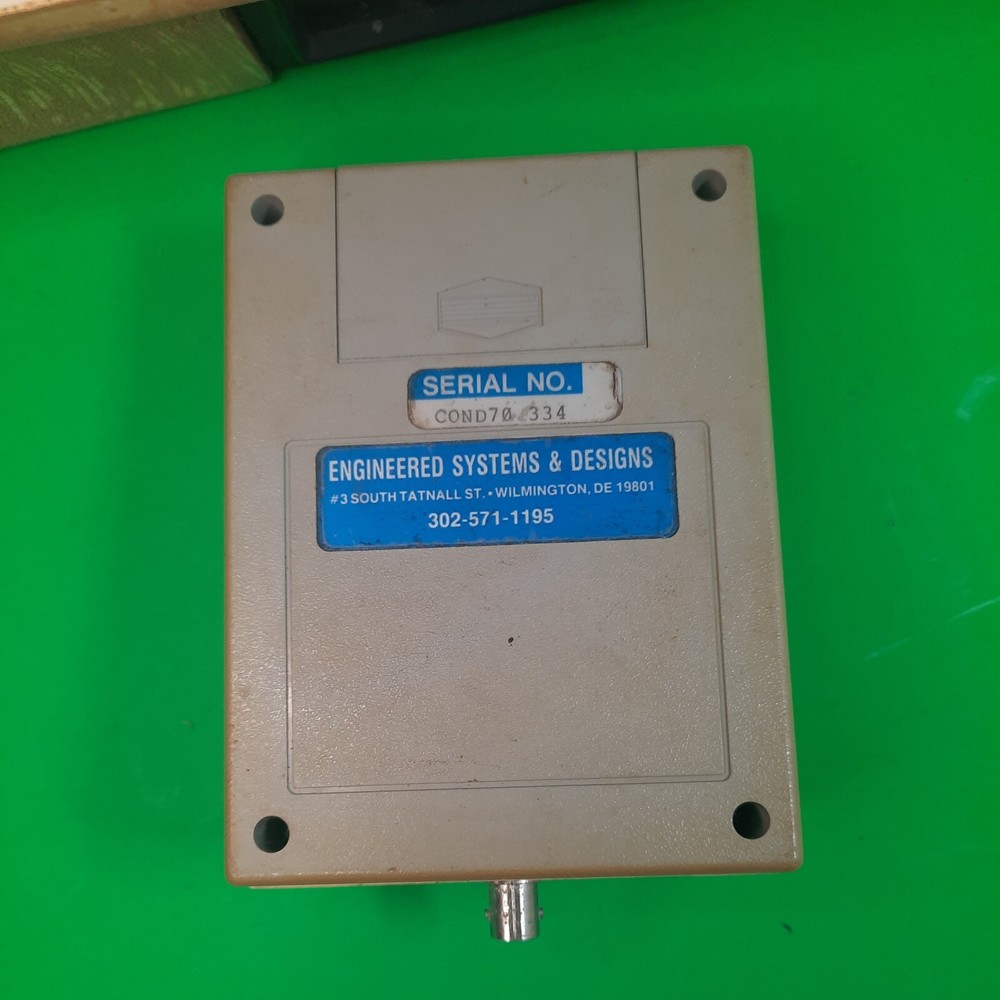 SERIAL NO.
COND70 334
ENGINEERED SYSTEMS & DESIGNS
#3 SOUTH TATNALL ST. • WILMINGTON, DE 19801
302-571-1195